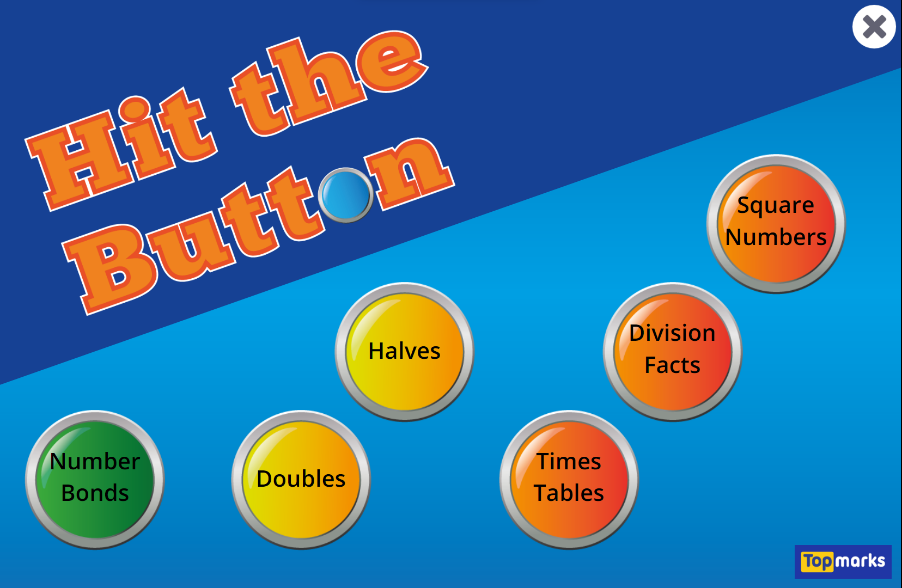 Hit the
Button
Square
Numbers
Halves
Division
Facts
Number
Bonds
Doubles
Times
Tables
Topmarks